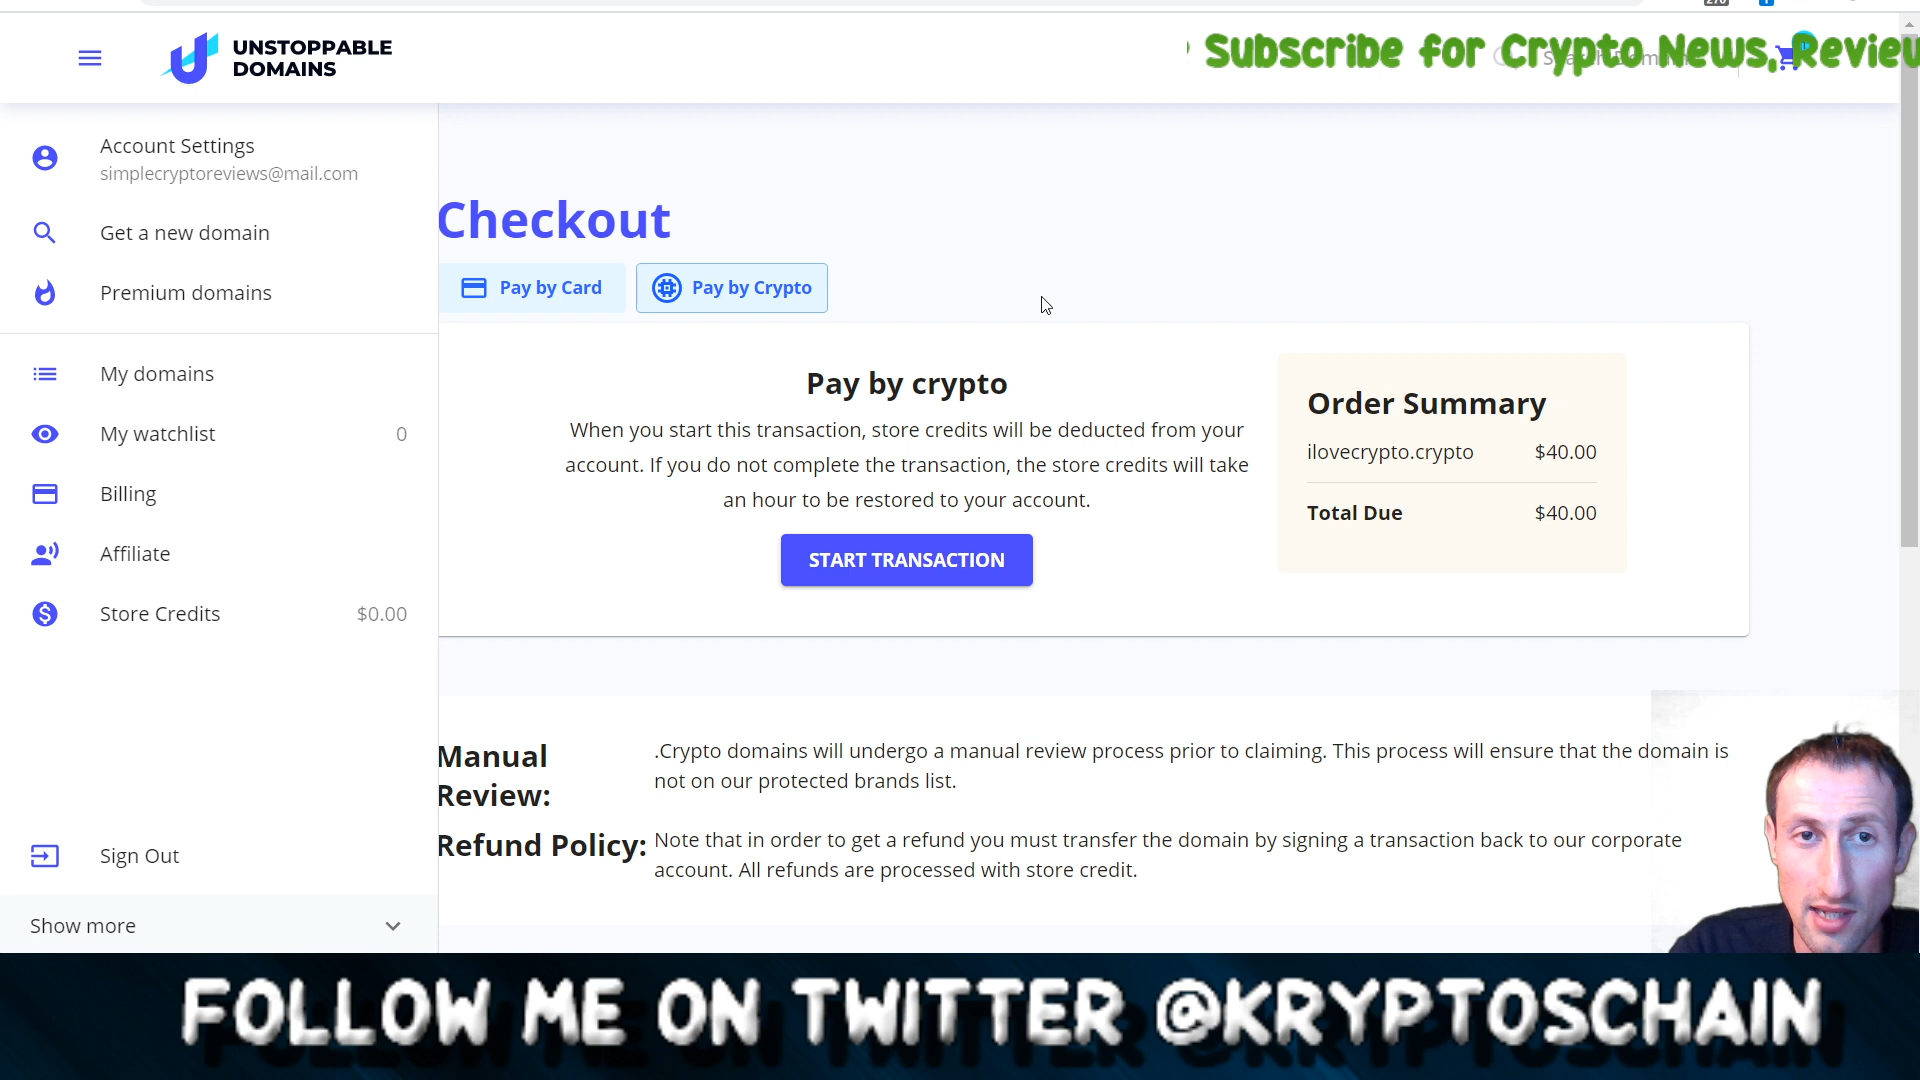 UNSTOPPABLE
DOMAINS
Subscribe for Crypto News, Review
Account Settings
simplecryptoreviews@mail.com
Get a new domain
Premium domains
My domains
My watchlist 0
Billing
Affiliate
Store Credits $0.00
Sign Out
Show more
Checkout
Pay by Card
Pay by Crypto
Pay by crypto
When you start this transaction, store credits will be deducted from your
account. If you do not complete the transaction, the store credits will take
an hour to be restored to your account.
START TRANSACTION
Order Summary
ilovecrypto.crypto $40.00
Total Due $40.00
Manual
Review:
.Crypto domains will undergo a manual review process prior to claiming. This process will ensure that the domain is
not on our protected brands list.
Refund Policy:
Note that in order to get a refund you must transfer the domain by signing a transaction back to our corporate
account. All refunds are processed with store credit.
FOLLOW ME ON TWITTER @KRYPTOSCHAIN